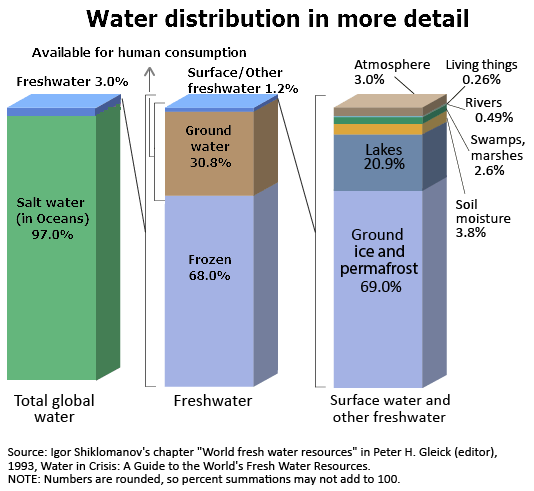 Water distribution in more detail
Available for human consumption
Freshwater 3.0%
Salt water
(in Oceans)
97.0%
Total global
water
Surface/Other
freshwater 1.2%
Ground
water
30.8%
Frozen
68.0%
Freshwater
Atmosphere
3.0%
Living things
0.26%
Rivers
0.49%
Swamps,
marshes
2.6%
Soil
moisture
3.8%
Lakes
20.9%
Ground
ice and
permafrost
69.0%
Surface water and
other freshwater
Source: Igor Shiklomanov's chapter "World fresh water resources" in Peter H. Gleick (editor),
1993, Water in Crisis: A Guide to the World's Fresh Water Resources.
NOTE: Numbers are rounded, so percent summations may not add to 100.